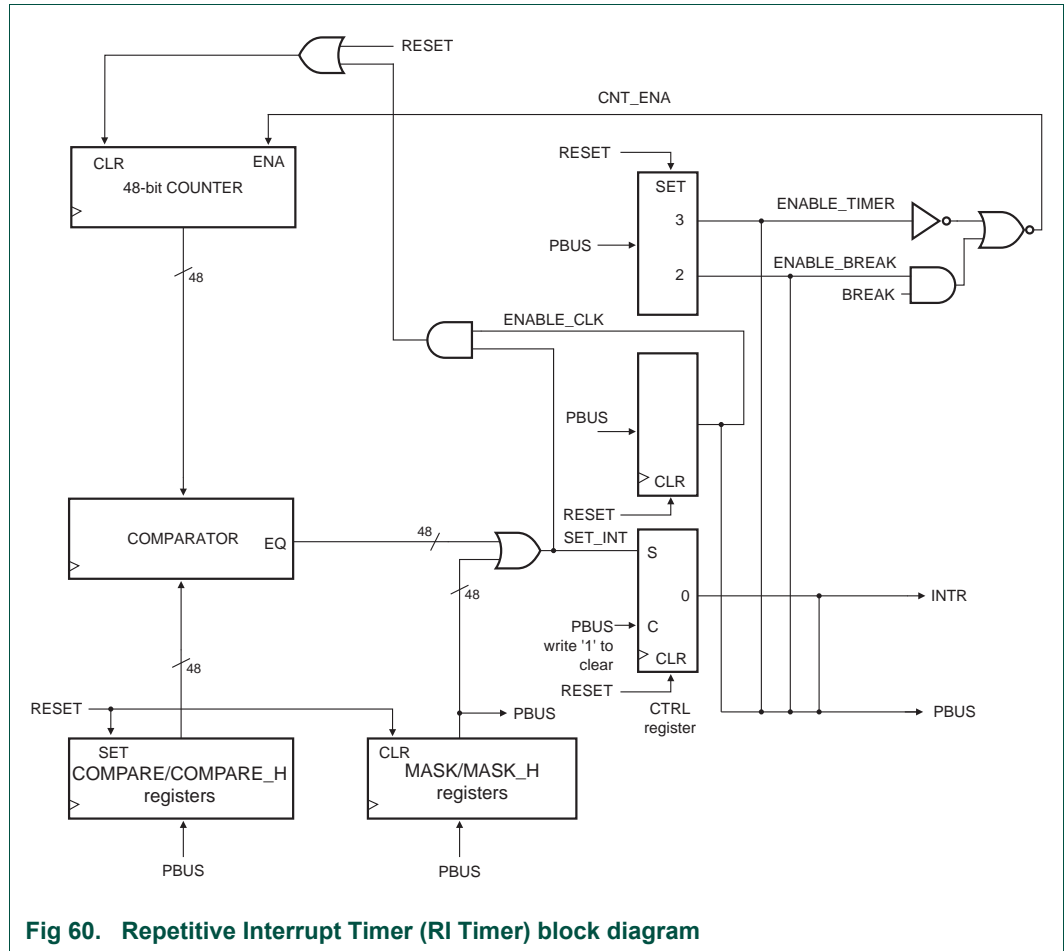 RESET
CNT_ENA
CLR
ENA
48-bit COUNTER
RESET
SET
3
ENABLE_TIMER
PBUS
2
ENABLE_BREAK
BREAK
48
ENABLE_CLK
PBUS
CLR
RESET
COMPARATOR
EQ
48
SET_INT
S
0
INTR
48
PBUS
write '1' to
clear
C
CLR
48
RESET
RESET
PBUS
CTRL
register
PBUS
SET
COMPARE/COMPARE_H
registers
CLR
MASK/MASK_H
registers
PBUS
PBUS
Fig 60. Repetitive Interrupt Timer (RI Timer) block diagram